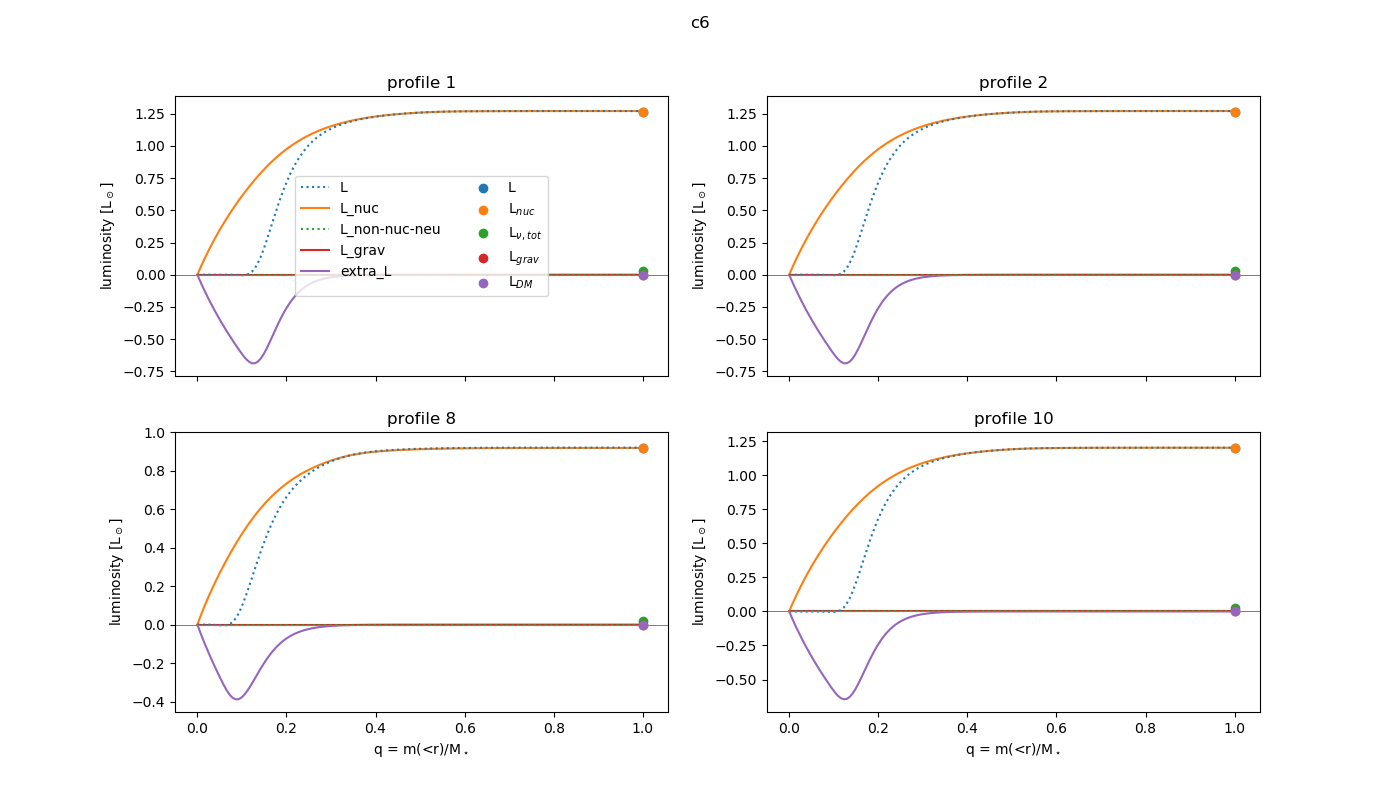 c6
profile 1
luminosity [L⊙]
1.25
1.00
0.75
0.50
0.25
0.00
−0.25
−0.50
−0.75
L
L_nuc
L_non-nuc-neu
L_grav
extra_L
L
Lnuc
Lν, tot
Lgrav
LDM
profile 2
luminosity [L⊙]
1.25
1.00
0.75
0.50
0.25
0.00
−0.25
−0.50
−0.75
profile 8
luminosity [L⊙]
1.0
0.8
0.6
0.4
0.2
0.0
−0.2
−0.4
0.0 0.2 0.4 0.6 0.8 1.0
q = m(<r)/M⋆
profile 10
luminosity [L⊙]
1.25
1.00
0.75
0.50
0.25
0.00
−0.25
−0.50
0.0 0.2 0.4 0.6 0.8 1.0
q = m(<r)/M⋆